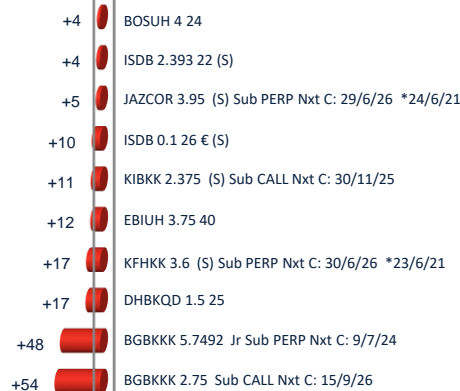 +4 BOSUH 4 24
+4 ISDB 2.393 22 (S)
+5 JAZCOR 3.95 (S) Sub PERP Nxt C: 29/6/26 *24/6/21
+10 ISDB 0.1 26 € (S)
+11 KIBKK 2.375 (S) Sub CALL Nxt C: 30/11/25
+12 EBIUH 3.75 40
+17 KFHKK 3.6 (S) Sub PERP Nxt C: 30/6/26 *23/6/21
+17 DHBKQD 1.5 25
+48 BGBKKK 5.7492 Jr Sub PERP Nxt C: 9/7/24
+54 BGBKKK 2.75 Sub CALL Nxt C: 15/9/26